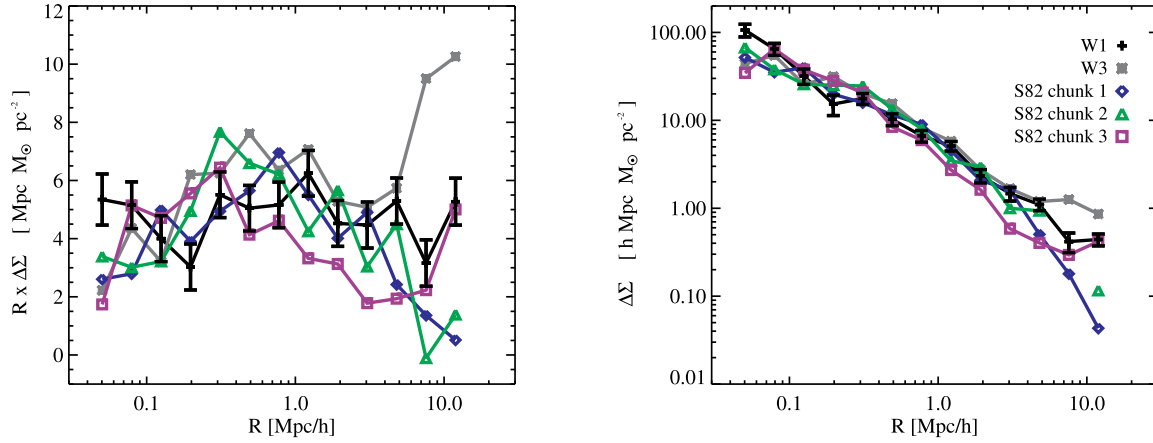 12
10
8
6
4
2
0
R x ΔΣ [ Mpc M☉ pc⁻² ]
0.1 1.0 10.0
R [Mpc/h]
100.00
10.00
1.00
0.10
0.01
ΔΣ [ h Mpc M☉ pc⁻² ]
W1
W3
S82 chunk 1
S82 chunk 2
S82 chunk 3
0.1 1.0 10.0
R [Mpc/h]